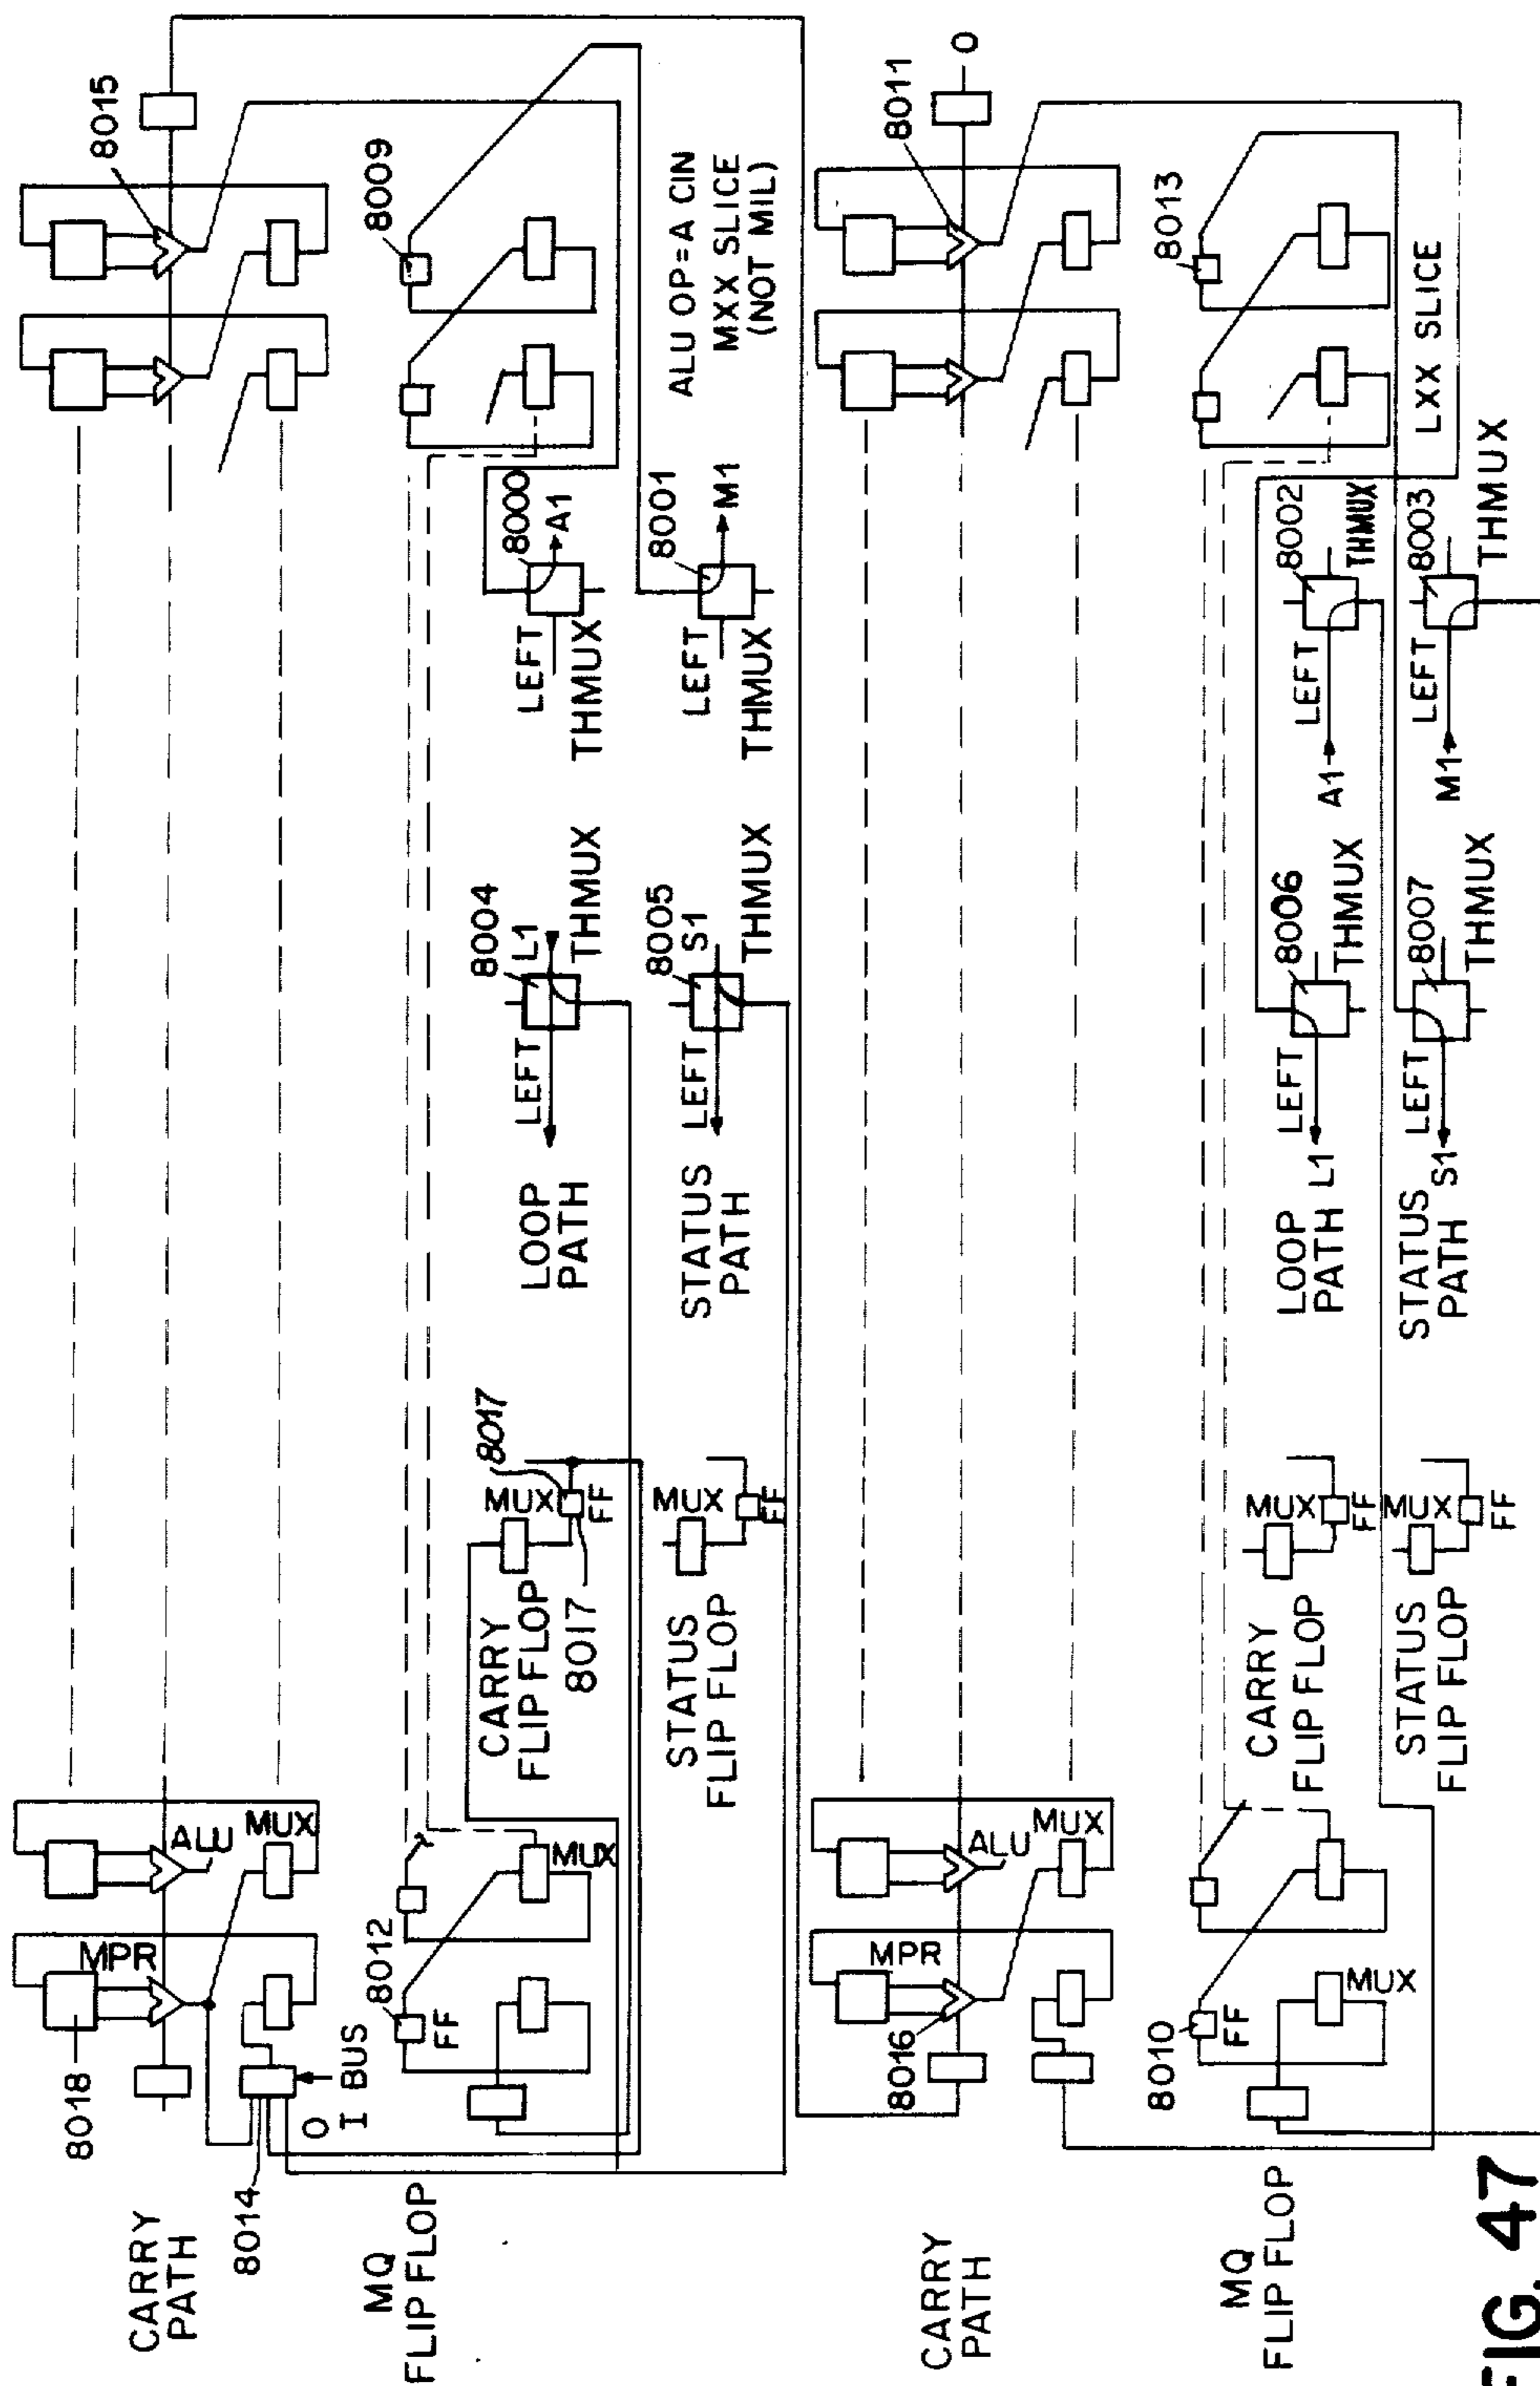 8018
MPR
ALU
MUX
8015
CARRY
PATH
8014
O
I BUS
MQ
FLIP FLOP
8012
FF
MUX
8009
CARRY
FLIP FLOP
8017
MUX
8017
FF
STATUS
FLIP FLOP
MUX
FF
LOOP
PATH
LEFT
8004
L1
THMUX
STATUS
PATH
LEFT
8005
S1
THMUX
LEFT
8000
A1
THMUX
LEFT
8001
M1
THMUX
ALU OP=A CIN
MXX SLICE
(NOT MIL)
CARRY
PATH
8016
MPR
ALU
MUX
8011
O
MQ
FLIP FLOP
8010
FF
MUX
8013
CARRY
FLIP FLOP
MUX
FF
STATUS
FLIP FLOP
MUX
FF
LOOP
PATH
L1
LEFT
8006
THMUX
STATUS
PATH
S1
LEFT
8007
THMUX
A1
LEFT
8002
THMUX
M1
LEFT
8003
THMUX
LXX SLICE
FIG. 47